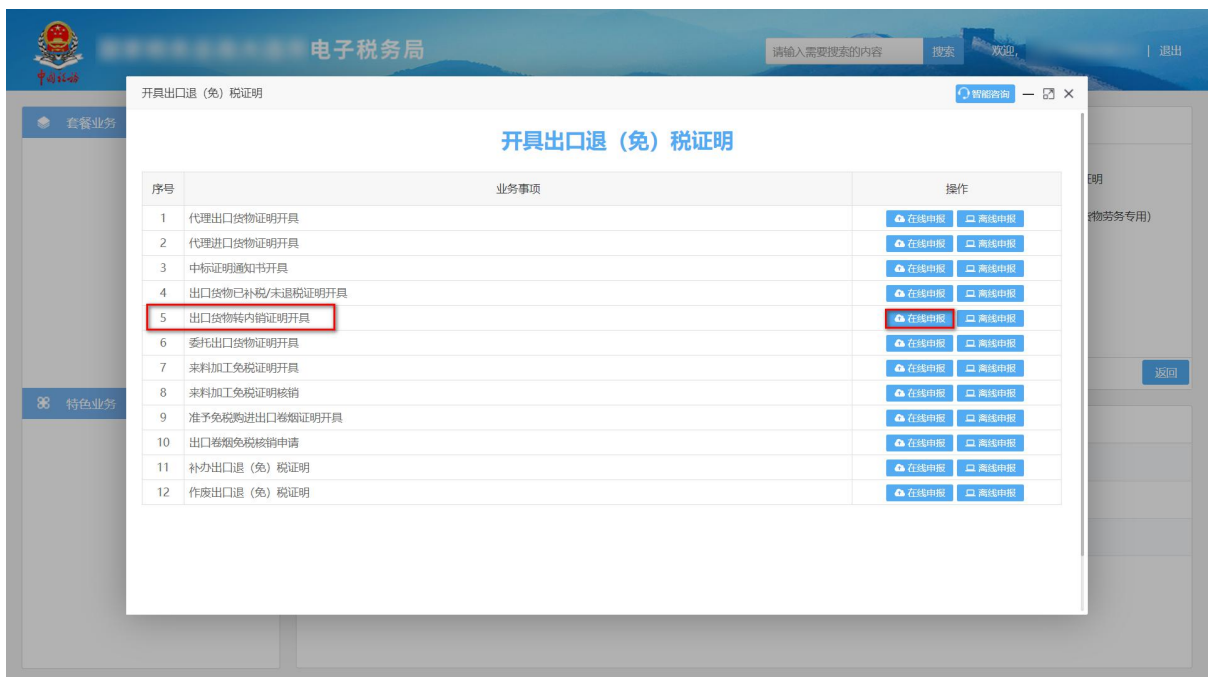 电子税务局
请输入需要搜索的内容 搜索 欢迎, | 退出
中国税务
开具出口退（免）税证明 智能咨询
套餐业务
开具出口退（免）税证明
序号 业务事项 操作
1 代理出口货物证明开具 在线申报 离线申报
2 代理进口货物证明开具 在线申报 离线申报
3 中标证明通知书开具 在线申报 离线申报
4 出口货物已补税/未退税证明开具 在线申报 离线申报
5 出口货物转内销证明开具 在线申报 离线申报
6 委托出口货物证明开具 在线申报 离线申报
7 来料加工免税证明开具 在线申报 离线申报
8 来料加工免税证明核销 在线申报 离线申报
9 准予免税购进出口卷烟证明开具 在线申报 离线申报
10 出口卷烟免税核销申请 在线申报 离线申报
11 补办出口退（免）税证明 在线申报 离线申报
12 作废出口退（免）税证明 在线申报 离线申报
证明
货物劳务专用)
返回
特色业务